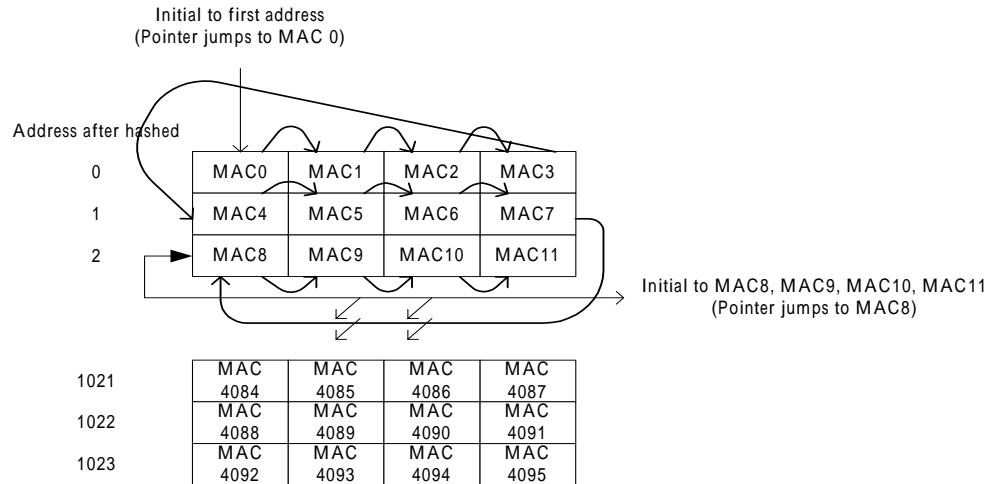 Initial to first address
(Pointer jumps to MAC 0)
Address after hashed
0 MAC0 MAC1 MAC2 MAC3
1 MAC4 MAC5 MAC6 MAC7
2 MAC8 MAC9 MAC10 MAC11
Initial to MAC8, MAC9, MAC10, MAC11
(Pointer jumps to MAC8)
1021 MAC 4084 MAC 4085 MAC 4086 MAC 4087
1022 MAC 4088 MAC 4089 MAC 4090 MAC 4091
1023 MAC 4092 MAC 4093 MAC 4094 MAC 4095